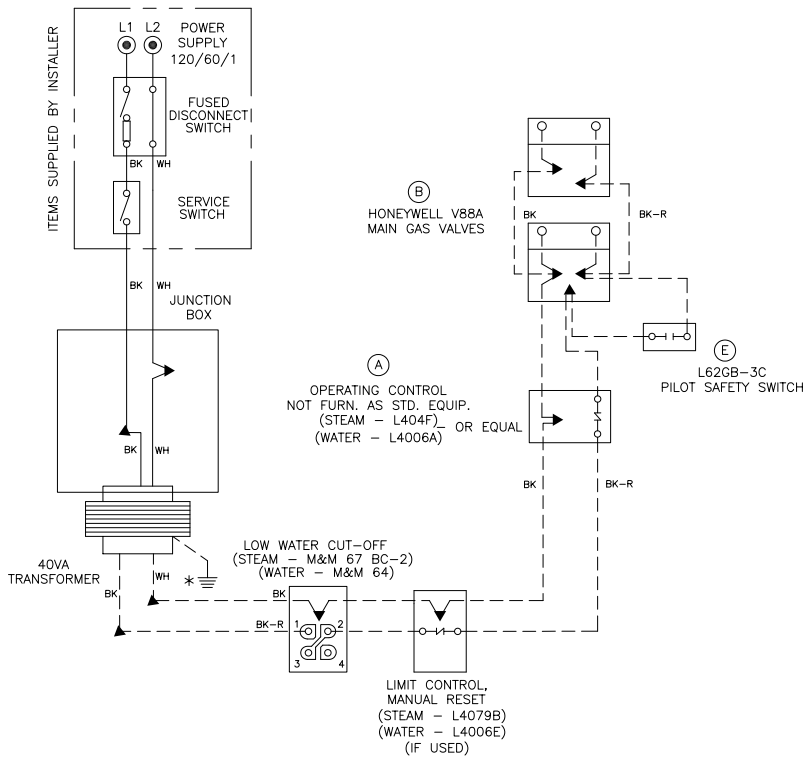 ITEMS SUPPLIED BY INSTALLER
L1 L2
POWER
SUPPLY
120/60/1
FUSED
DISCONNECT
SWITCH
BK WH
SERVICE
SWITCH
BK WH
JUNCTION
BOX
BK WH
40VA
TRANSFORMER
BK
WH
*
LOW WATER CUT-OFF
(STEAM - M&M 67 BC-2)
(WATER - M&M 64)
BK
BK-R
1 2
3 4
LIMIT CONTROL,
MANUAL RESET
(STEAM - L4079B)
(WATER - L4006E)
(IF USED)
A
OPERATING CONTROL
NOT FURN. AS STD. EQUIP.
(STEAM - L404F)
(WATER - L4006A)
- OR EQUAL
BK
BK-R
B
HONEYWELL V88A
MAIN GAS VALVES
BK
BK-R
E
L62GB-3C
PILOT SAFETY SWITCH